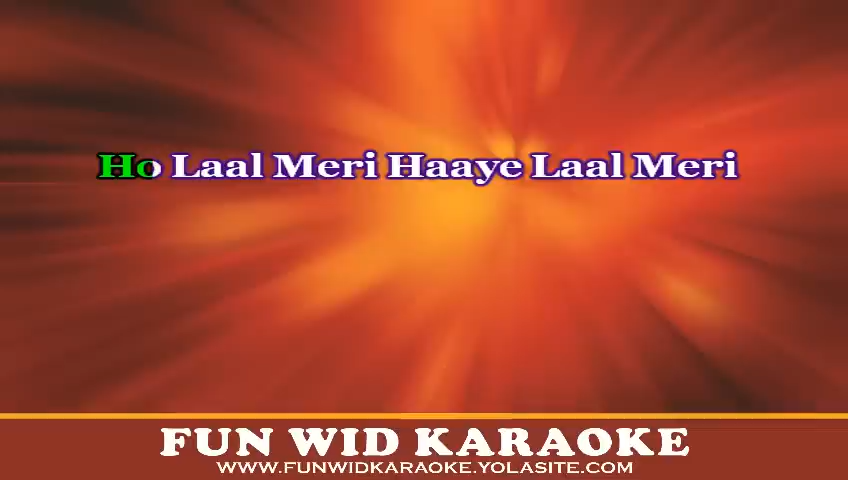 Ho Laal Meri Haaye Laal Meri
FUN WID KARAOKE
WWW.FUNWIDKARAOKE.YOLASITE.COM